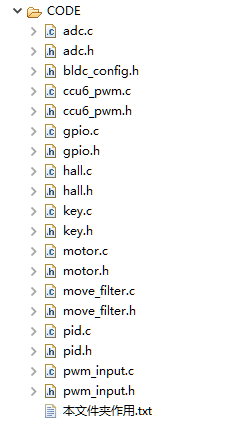 CODE
adc.c
adc.h
bldc_config.h
ccu6_pwm.c
ccu6_pwm.h
gpio.c
gpio.h
hall.c
hall.h
key.c
key.h
motor.c
motor.h
move_filter.c
move_filter.h
pid.c
pid.h
pwm_input.c
pwm_input.h
本文件夹作用.txt